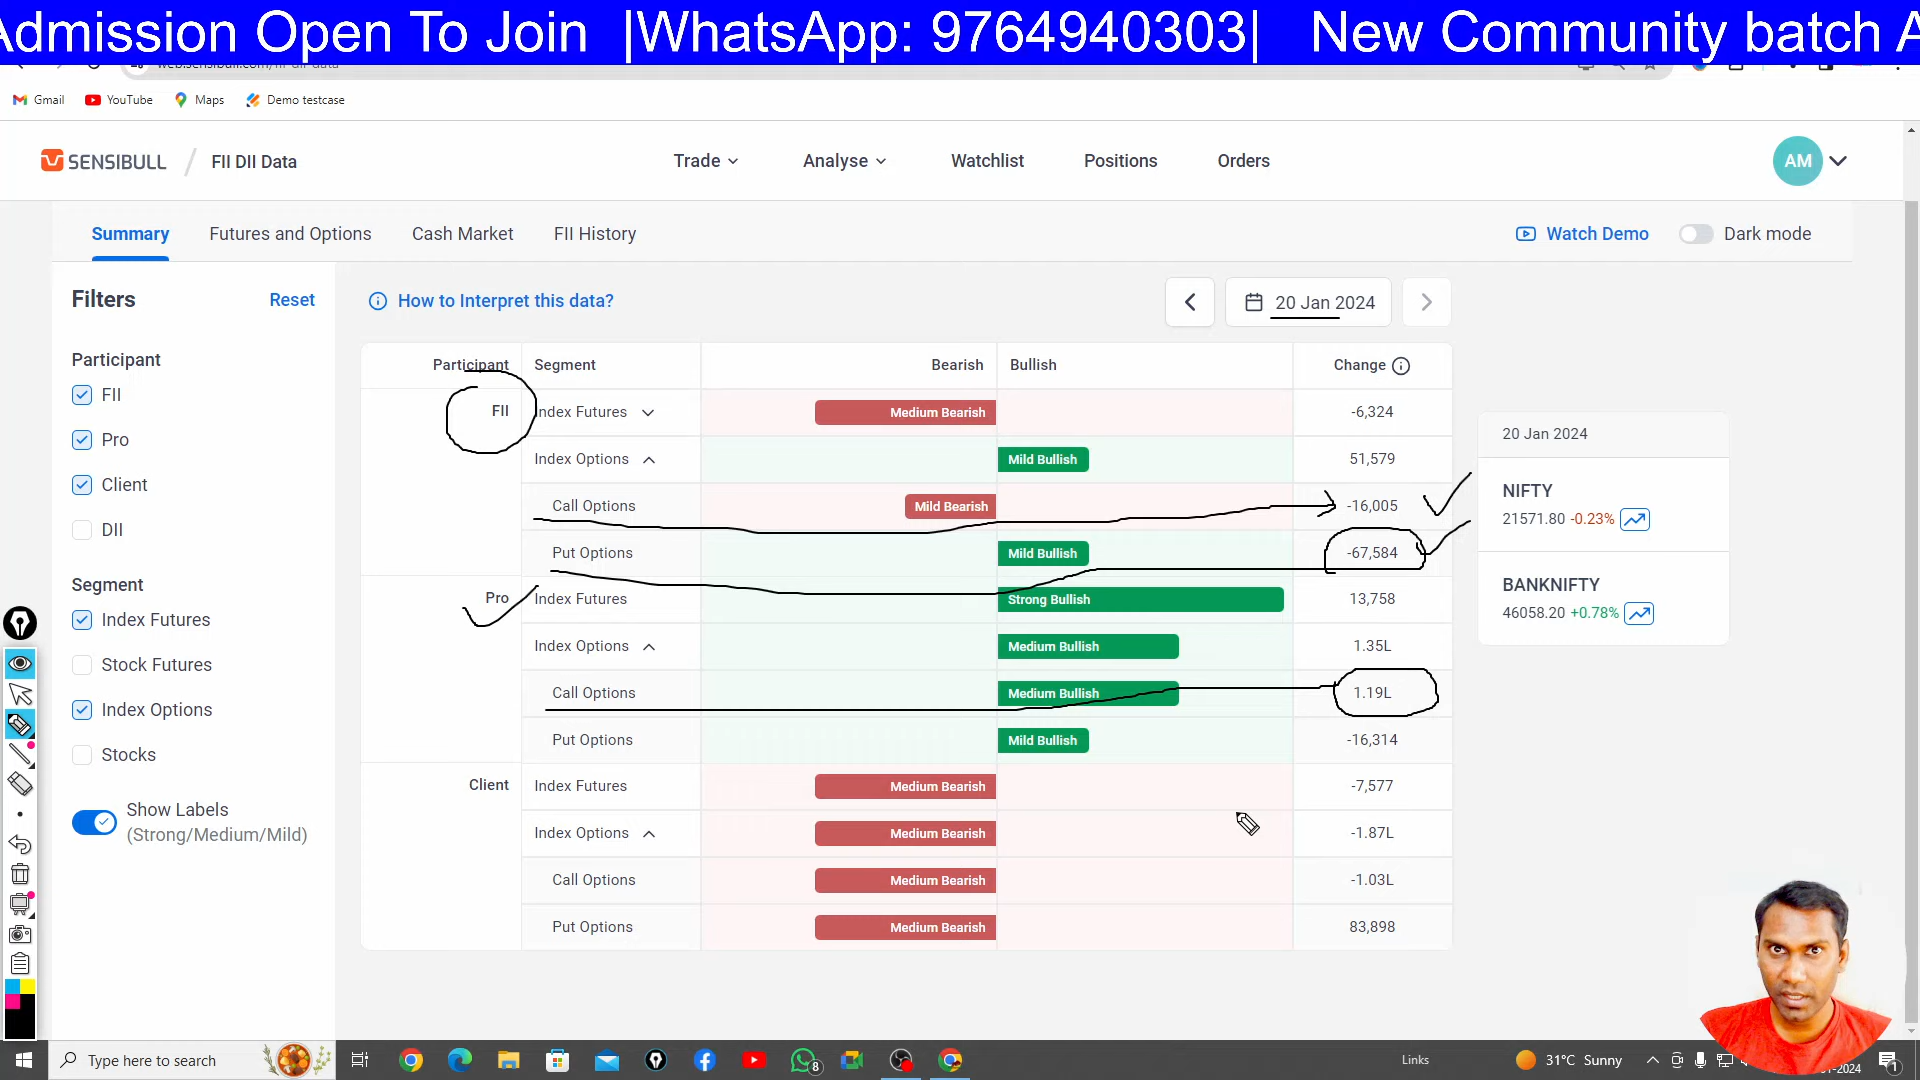 Admission Open To Join |WhatsApp: 9764940303| New Community batch A
web.sensibull.com/fii-dii-data
Gmail YouTube Maps Demo testcase
SENSIBULL / FII DII Data Trade Analyse Watchlist Positions Orders AM
Summary Futures and Options Cash Market FII History Watch Demo Dark mode
Filters Reset
Participant
FII
Pro
Client
DII
Segment
Index Futures
Stock Futures
Index Options
Stocks
Show Labels
(Strong/Medium/Mild)
How to Interpret this data? 20 Jan 2024
Participant Segment Bearish Bullish Change
FII Index Futures Medium Bearish -6,324
Index Options Mild Bullish 51,579
Call Options Mild Bearish -16,005
Put Options Mild Bullish -67,584
Pro Index Futures Strong Bullish 13,758
Index Options Medium Bullish 1.35L
Call Options Medium Bullish 1.19L
Put Options Mild Bullish -16,314
Client Index Futures Medium Bearish -7,577
Index Options Medium Bearish -1.87L
Call Options Medium Bearish -1.03L
Put Options Medium Bearish 83,898
20 Jan 2024
NIFTY
21571.80 -0.23%
BANKNIFTY
46058.20 +0.78%
Type here to search 8 Links 31°C Sunny 1